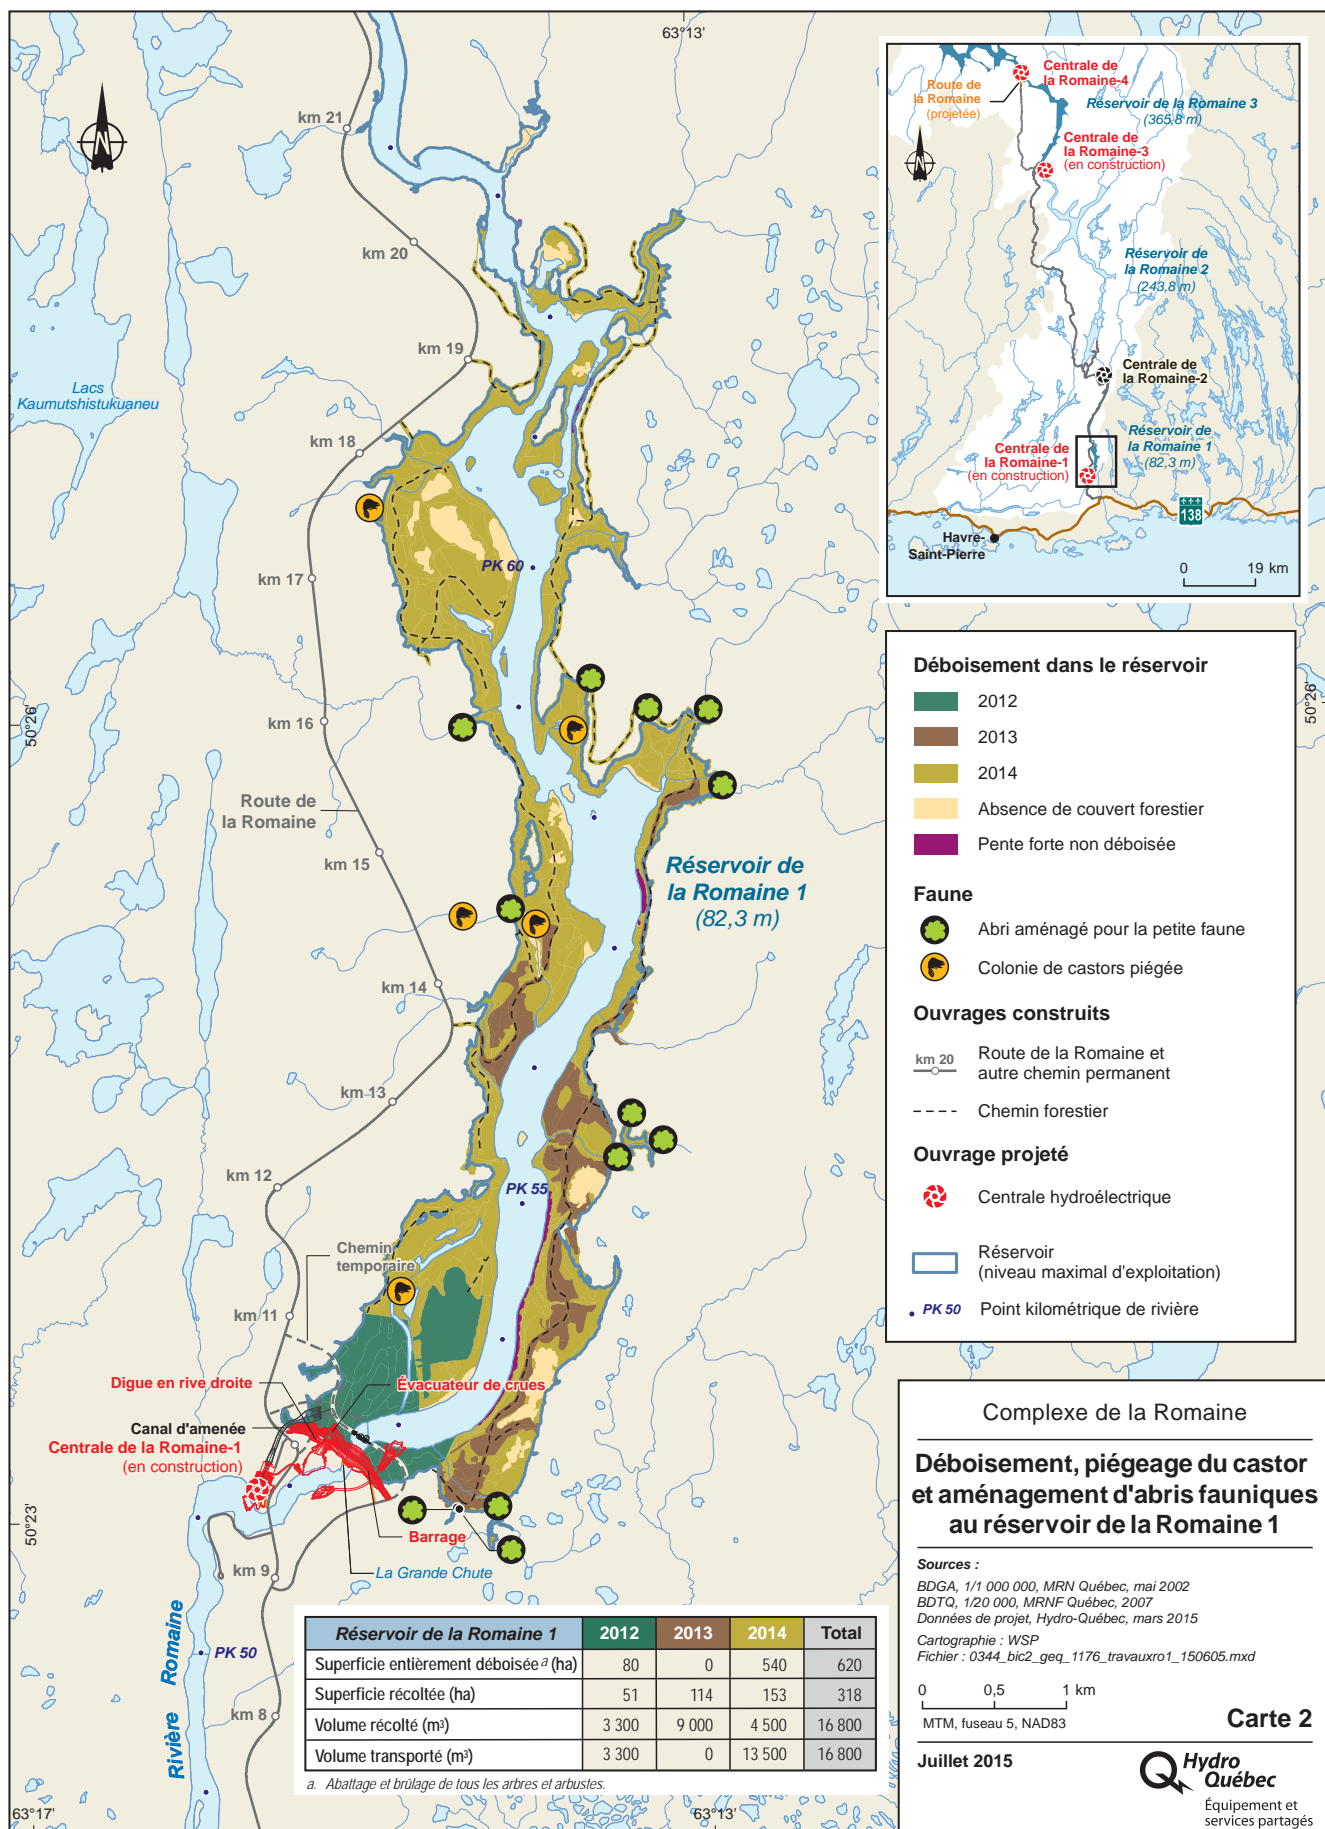 63°13'
km 21
km 20
km 19
km 18
km 17
km 16
km 15
km 14
km 13
km 12
km 11
km 9
km 8
Lacs
Kaumutshistukuaneu
PK 60
50°26'
50°26'
Route de
la Romaine
Réservoir de
la Romaine 1
(82,3 m)
PK 55
Chemin
temporaire
Digue en rive droite
Évacuateur de crues
Canal d'amenée
Centrale de la Romaine-1
(en construction)
50°23'
Barrage
La Grande Chute
PK 50
Rivière Romaine
63°17'
63°13'
Centrale de
la Romaine-4
Route de
la Romaine
(projetée)
Réservoir de la Romaine 3
(365,8 m)
Centrale de
la Romaine-3
(en construction)
Réservoir de
la Romaine 2
(243,8 m)
Centrale de
la Romaine-2
Réservoir de
la Romaine 1
(82,3 m)
Centrale de
la Romaine-1
(en construction)
138
Havre-
Saint-Pierre
0 19 km
Déboisement dans le réservoir
2012
2013
2014
Absence de couvert forestier
Pente forte non déboisée
Faune
Abri aménagé pour la petite faune
Colonie de castors piégée
Ouvrages construits
km 20
Route de la Romaine et
autre chemin permanent
Chemin forestier
Ouvrage projeté
Centrale hydroélectrique
Réservoir
(niveau maximal d'exploitation)
PK 50 Point kilométrique de rivière
Réservoir de la Romaine 1 2012 2013 2014 Total
Superficie entièrement déboisée a (ha) 80 0 540 620
Superficie récoltée (ha) 51 114 153 318
Volume récolté (m³) 3 300 9 000 4 500 16 800
Volume transporté (m³) 3 300 0 13 500 16 800
a. Abattage et brûlage de tous les arbres et arbustes.
Complexe de la Romaine
Déboisement, piégeage du castor
et aménagement d'abris fauniques
au réservoir de la Romaine 1
Sources :
BDGA, 1/1 000 000, MRN Québec, mai 2002
BDTQ, 1/20 000, MRNF Québec, 2007
Données de projet, Hydro-Québec, mars 2015
Cartographie : WSP
Fichier : 0344_bic2_geq_1176_travauxro1_150605.mxd
0 0,5 1 km
MTM, fuseau 5, NAD83
Carte 2
Juillet 2015
Hydro
Québec
Équipement et
services partagés
N
N